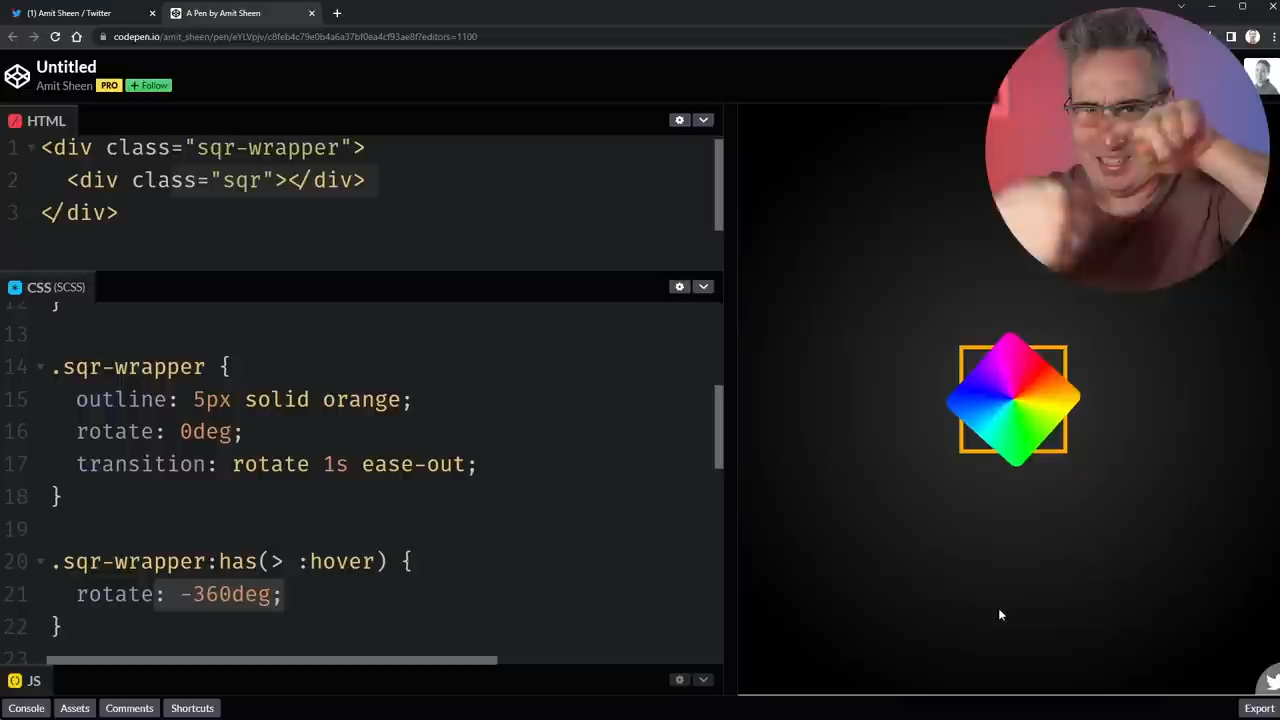 (1) Amit Sheen / Twitter
A Pen by Amit Sheen
codepen.io/amit_sheen/pen/eYLVpjv/c8feb4c79e0b4a6a37bf0ea4cf93ae8f?editors=1100
Untitled
Amit Sheen PRO + Follow
HTML
1 <div class="sqr-wrapper">
2 <div class="sqr"></div>
3 </div>
CSS (SCSS)
12 }
13
14 .sqr-wrapper {
15 outline: 5px solid orange;
16 rotate: 0deg;
17 transition: rotate 1s ease-out;
18 }
19
20 .sqr-wrapper:has(> :hover) {
21 rotate: -360deg;
22 }
23
JS
Console Assets Comments Shortcuts
Export